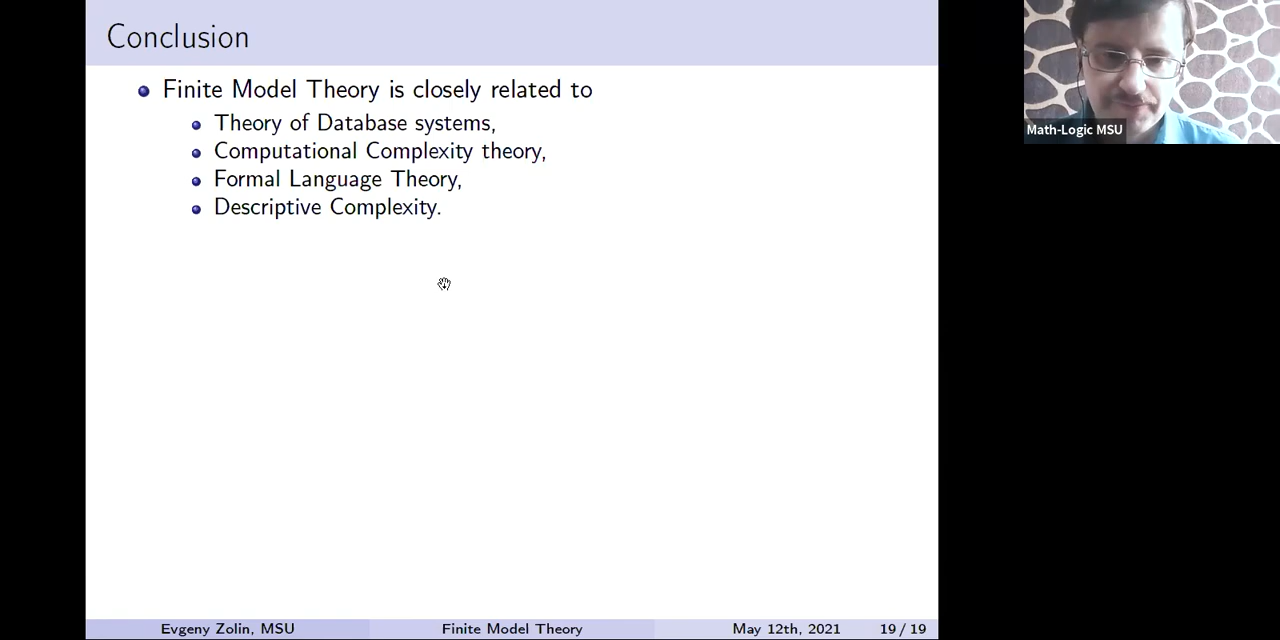 Conclusion
Finite Model Theory is closely related to
Theory of Database systems,
Computational Complexity theory,
Formal Language Theory,
Descriptive Complexity.
Math-Logic MSU
Evgeny Zolin, MSU
Finite Model Theory
May 12th, 2021
19 / 19